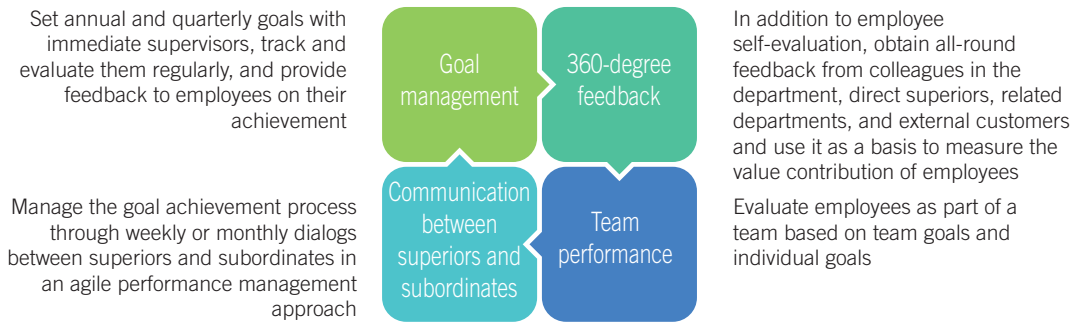 Set annual and quarterly goals with
immediate supervisors, track and
evaluate them regularly, and provide
feedback to employees on their
achievement
Goal
management
360-degree
feedback
In addition to employee
self-evaluation, obtain all-round
feedback from colleagues in the
department, direct superiors, related
departments, and external customers
and use it as a basis to measure the
value contribution of employees
Manage the goal achievement process
through weekly or monthly dialogs
between superiors and subordinates in
an agile performance management
approach
Communication
between
superiors and
subordinates
Team
performance
Evaluate employees as part of a
team based on team goals and
individual goals